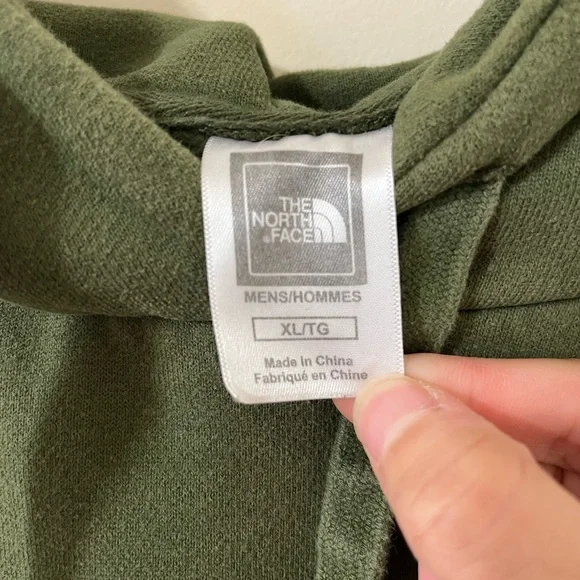 THE
NORTH
FACE
MENS/HOMMES
XL/TG
Made in China
Fabriqué en Chine